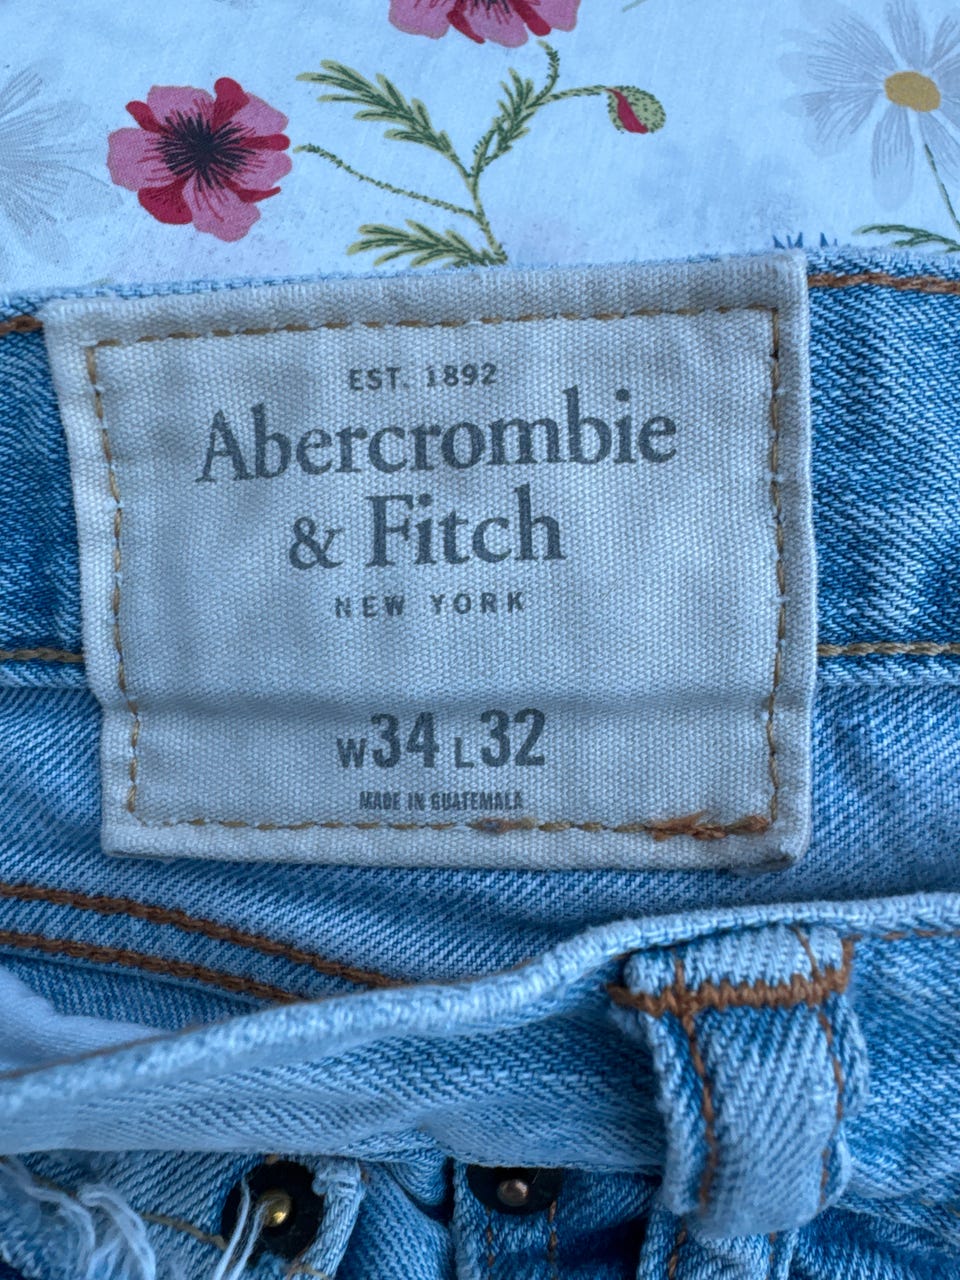 EST. 1892
Abercrombie
& Fitch
NEW YORK
W34 L32
MADE IN GUATEMALA